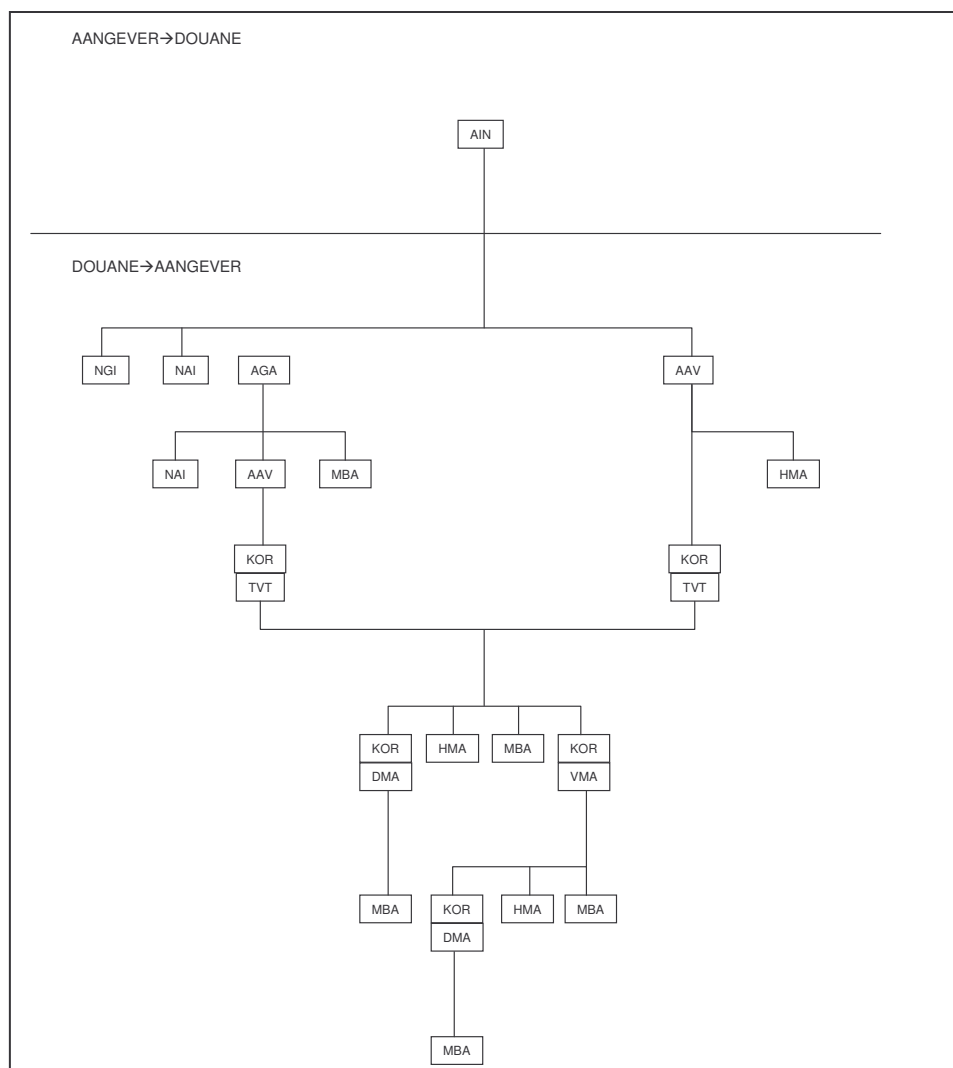 AANGEVER→DOUANE
AIN
DOUANE→AANGEVER
NGI NAI AGA AAV
NAI AAV MBA HMA
KOR KOR
TVT TVT
KOR HMA MBA KOR
DMA VMA
MBA KOR HMA MBA
DMA
MBA